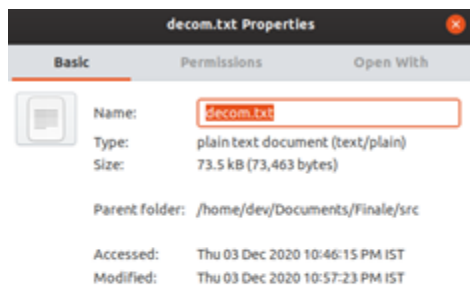 decom.txt Properties
Basic Permissions Open With
Name: decom.txt
Type: plain text document (text/plain)
Size: 73.5 kB (73,463 bytes)
Parent folder: /home/dev/Documents/Finale/src
Accessed: Thu 03 Dec 2020 10:46:15 PM IST
Modified: Thu 03 Dec 2020 10:57:23 PM IST